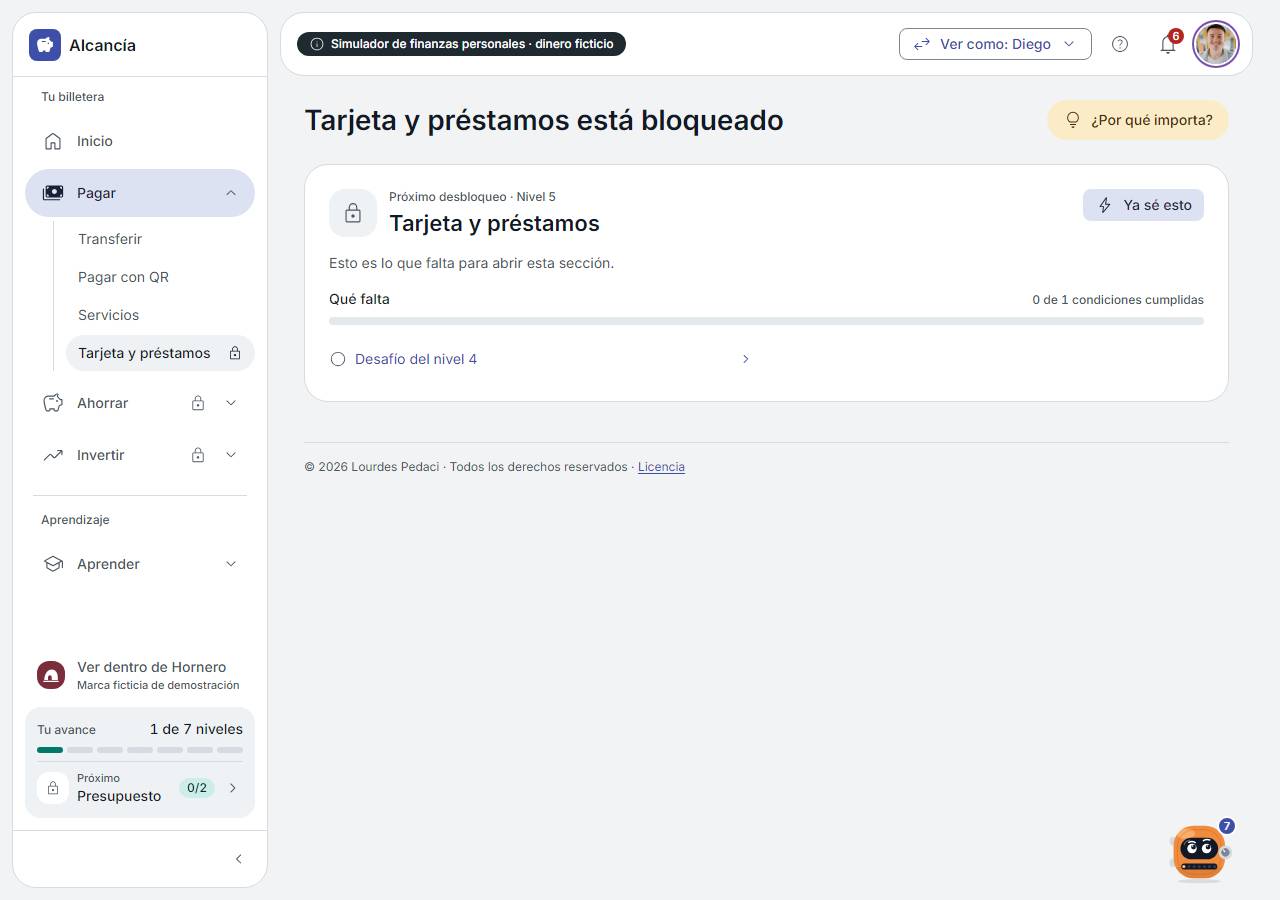 Alcancía
Simulador de finanzas personales · dinero ficticio
Ver como: Diego
6
Tu billetera
Inicio
Pagar
Transferir
Pagar con QR
Servicios
Tarjeta y préstamos
Ahorrar
Invertir
Aprendizaje
Aprender
Ver dentro de Hornero
Marca ficticia de demostración
Tu avance
1 de 7 niveles
Próximo
Presupuesto
0/2
Tarjeta y préstamos está bloqueado
¿Por qué importa?
Próximo desbloqueo · Nivel 5
Tarjeta y préstamos
Ya sé esto
Esto es lo que falta para abrir esta sección.
Qué falta
0 de 1 condiciones cumplidas
Desafío del nivel 4
© 2026 Lourdes Pedaci · Todos los derechos reservados · Licencia
7